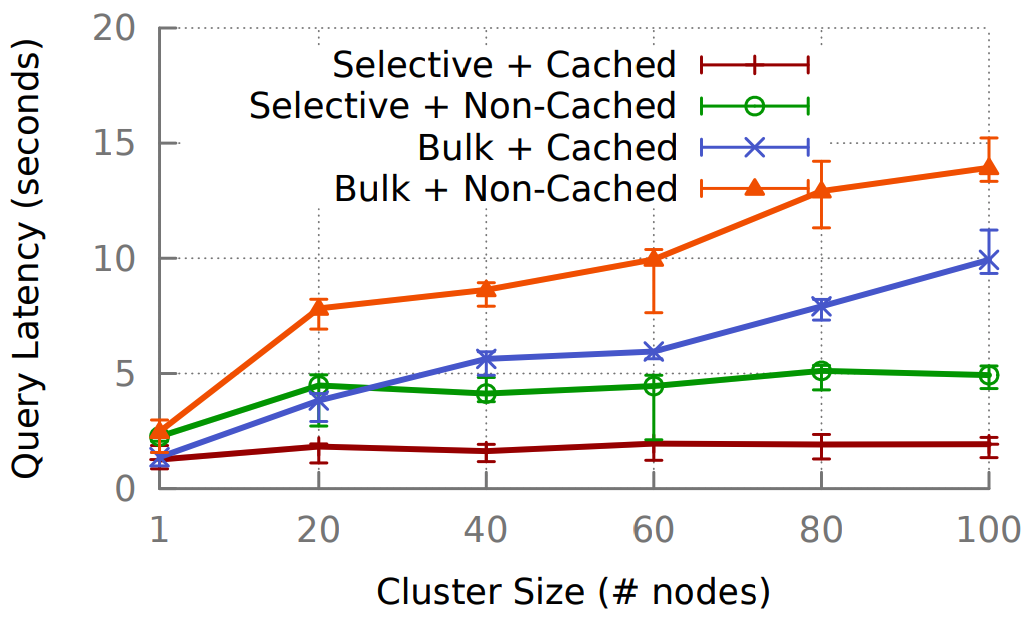 Query Latency (seconds)
20
15
10
5
0
Selective + Cached
Selective + Non-Cached
Bulk + Cached
Bulk + Non-Cached
1 20 40 60 80 100
Cluster Size (# nodes)